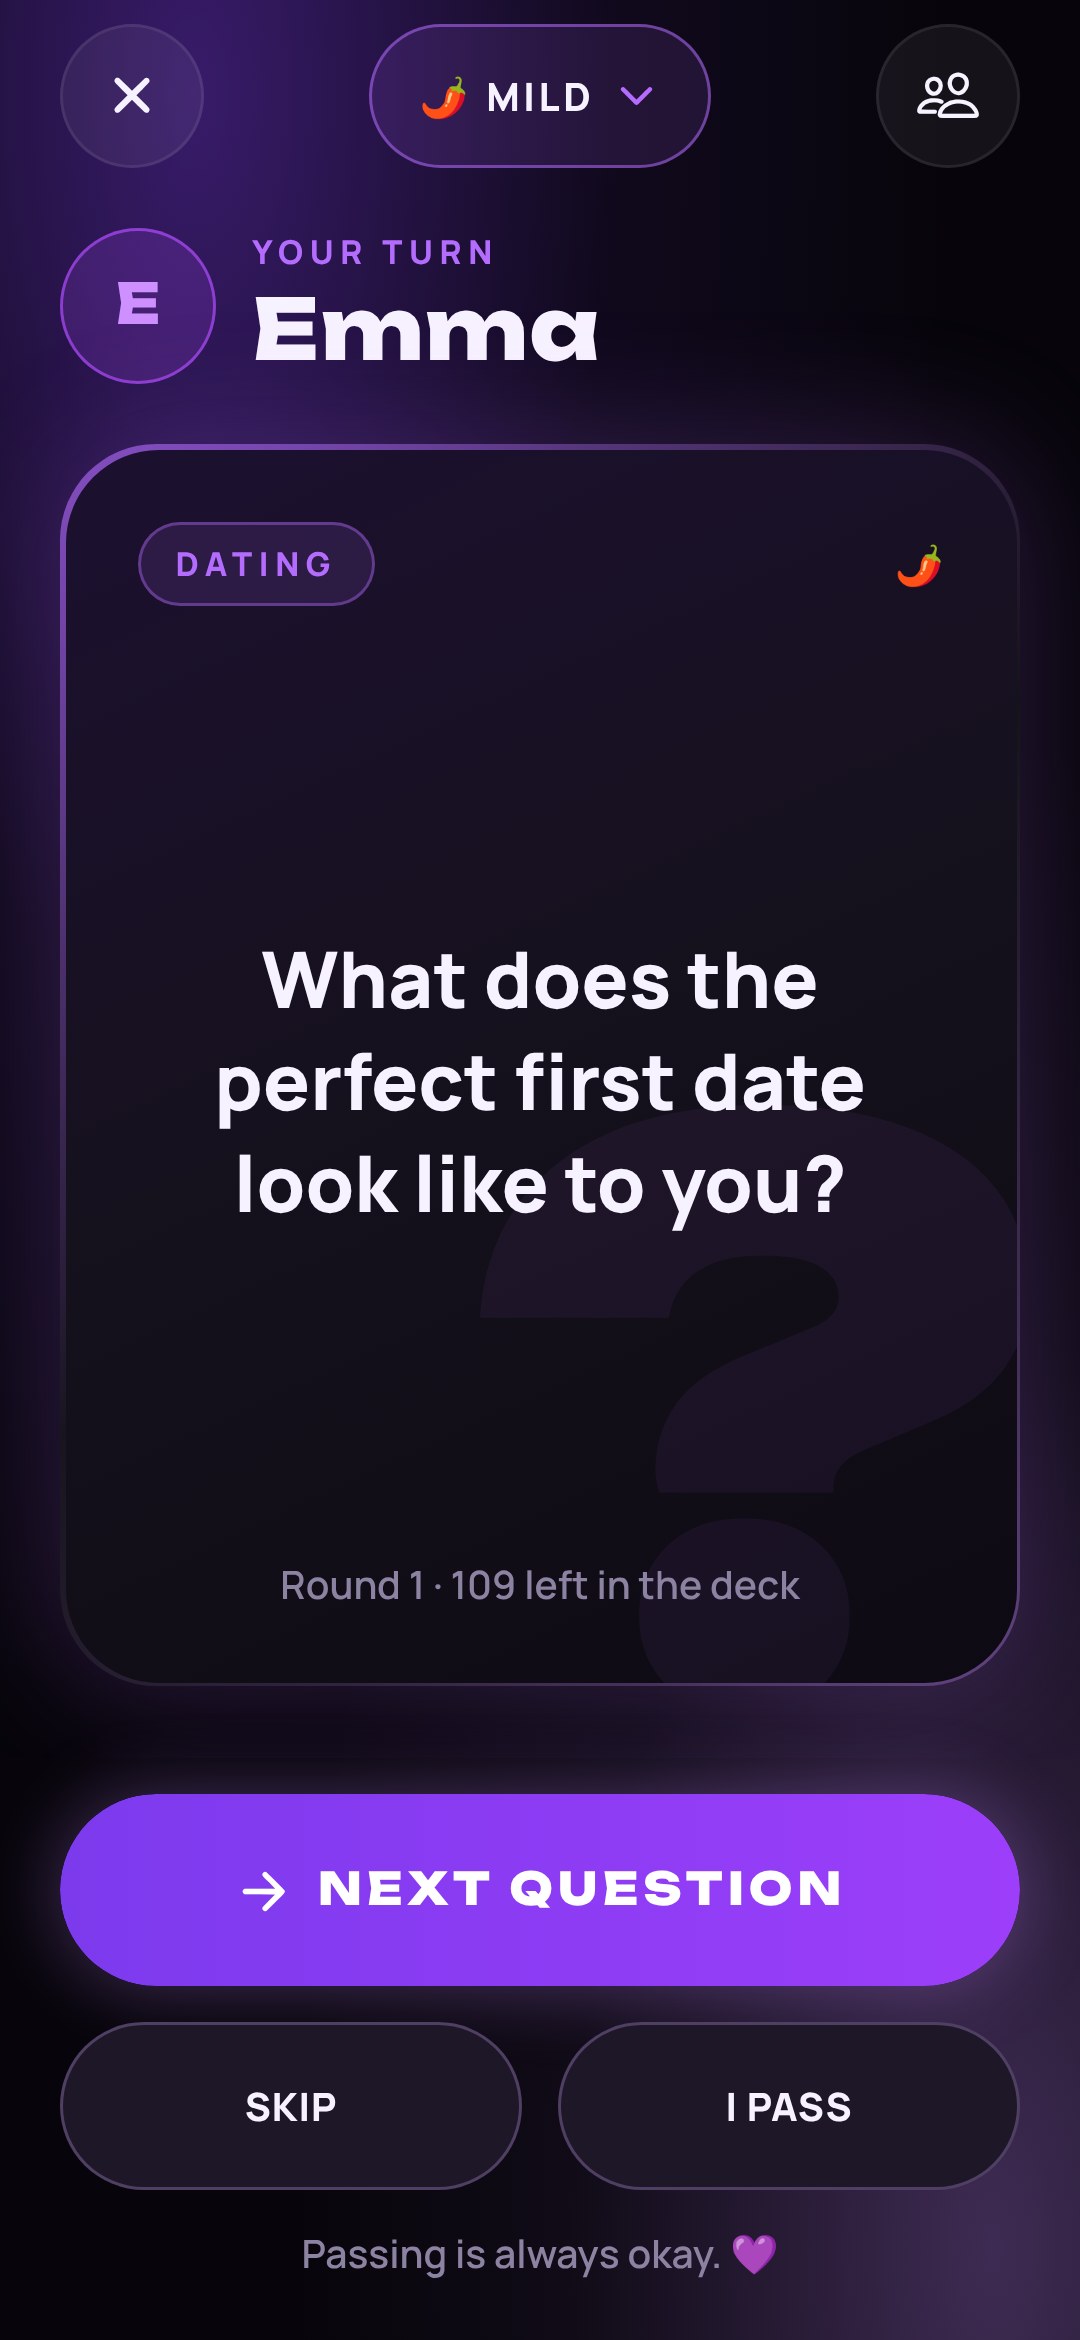 🌶️ MILD
YOUR TURN
E
Emma
DATING
🌶️
What does the
perfect first date
look like to you?
Round 1 · 109 left in the deck
→ NEXT QUESTION
SKIP
I PASS
Passing is always okay. 💜